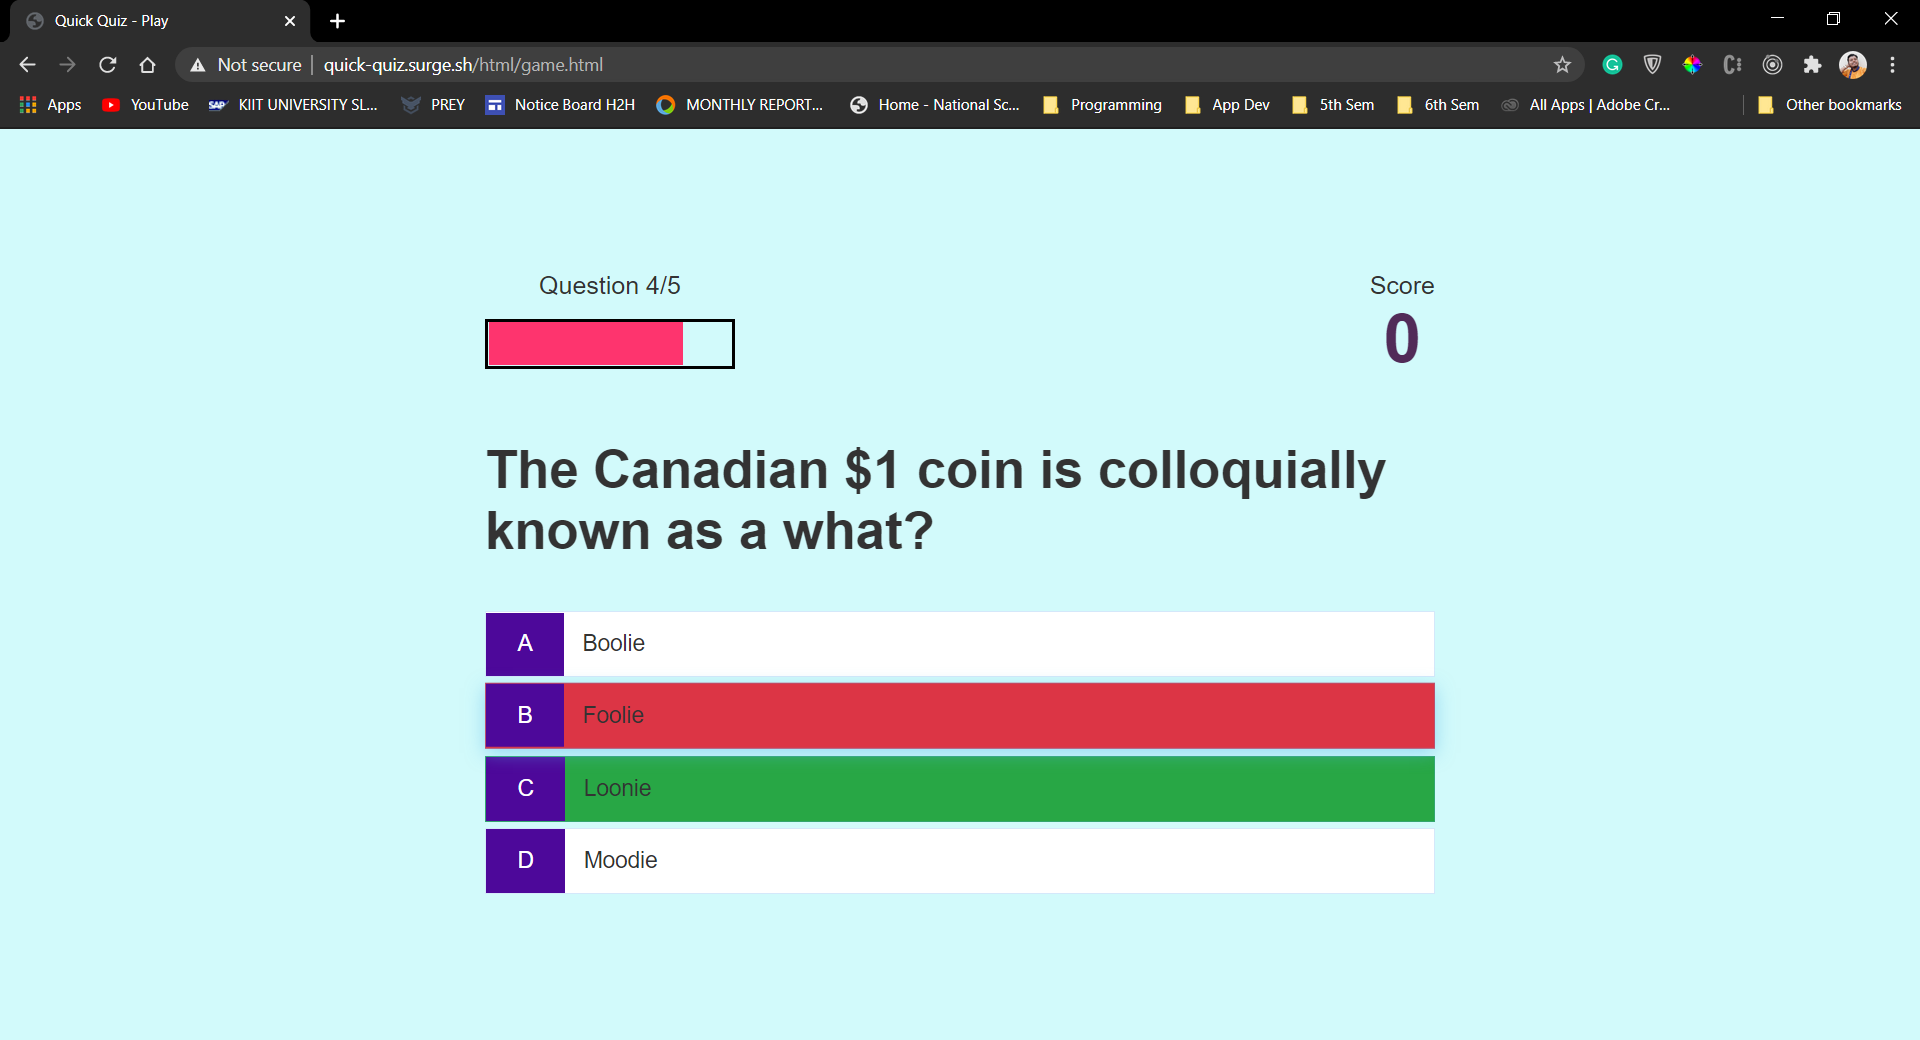 Quick Quiz - Play
Not secure
quick-quiz.surge.sh/html/game.html
Apps
YouTube
SAP
KIIT UNIVERSITY SL...
PREY
Notice Board H2H
MONTHLY REPORT...
Home - National Sc...
Programming
App Dev
5th Sem
6th Sem
All Apps | Adobe Cr...
Other bookmarks
Question 4/5
Score
0
The Canadian $1 coin is colloquially
known as a what?
A Boolie
B Foolie
C Loonie
D Moodie